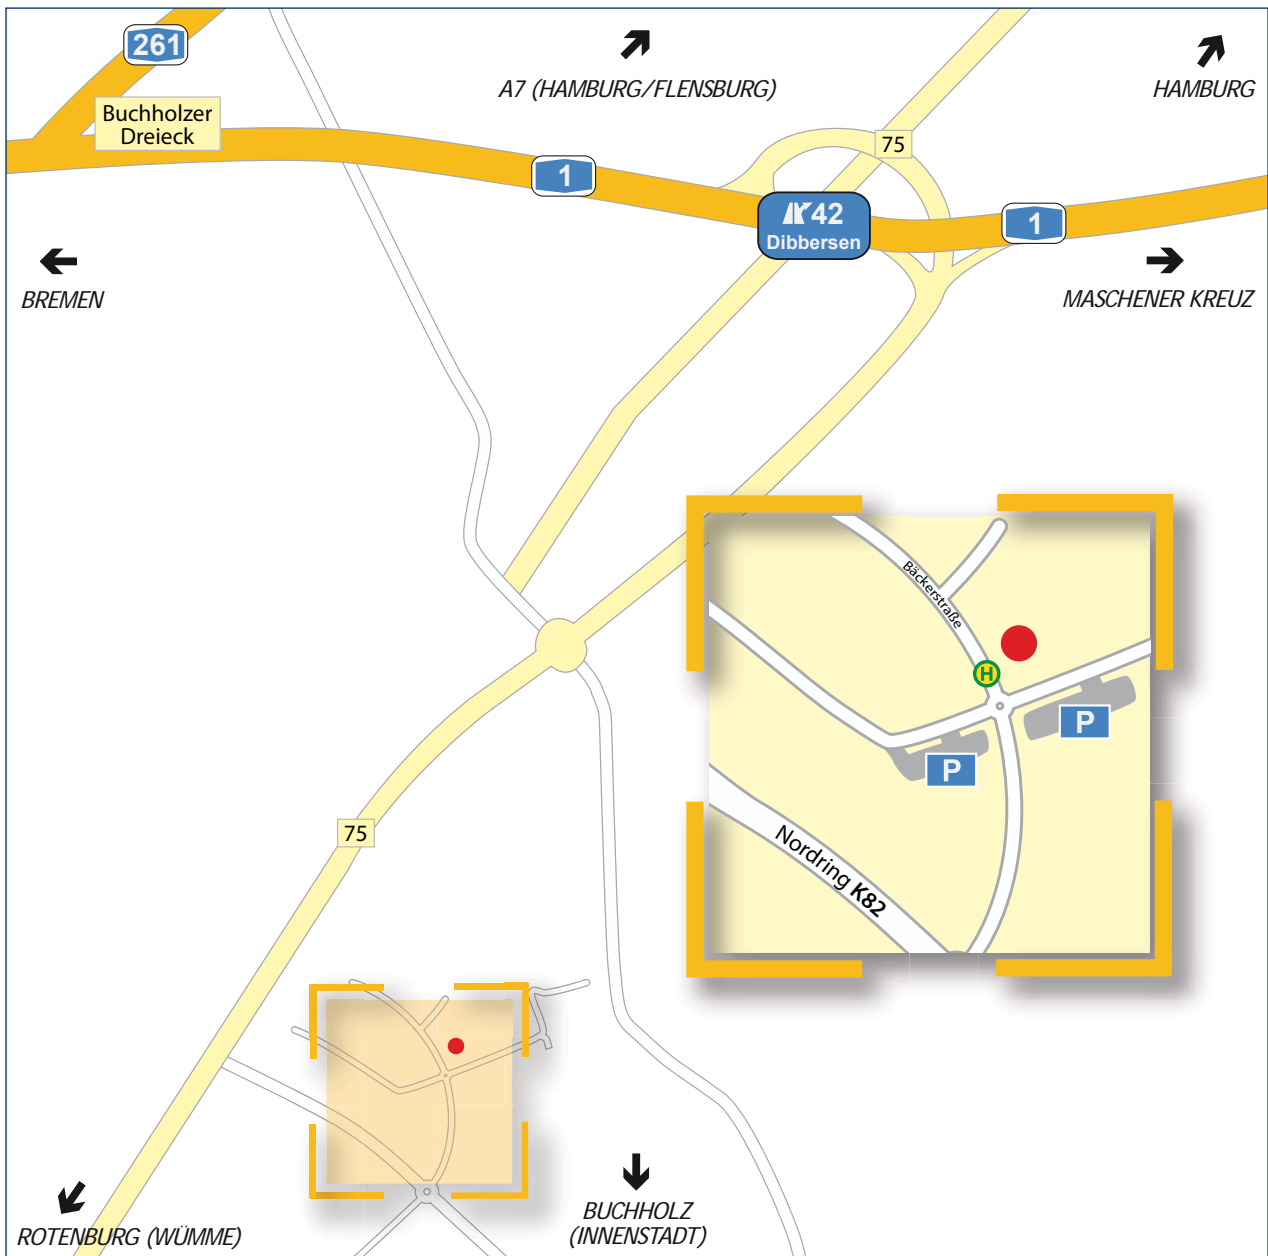 261
A7 (HAMBURG/FLENSBURG)
HAMBURG
Buchholzer
Dreieck
75
1
42
Dibbersen
1
BREMEN
MASCHENER KREUZ
Bäckerstraße
H
P
P
Nordring K82
75
ROTENBURG (WÜMME)
BUCHHOLZ
(INNENSTADT)